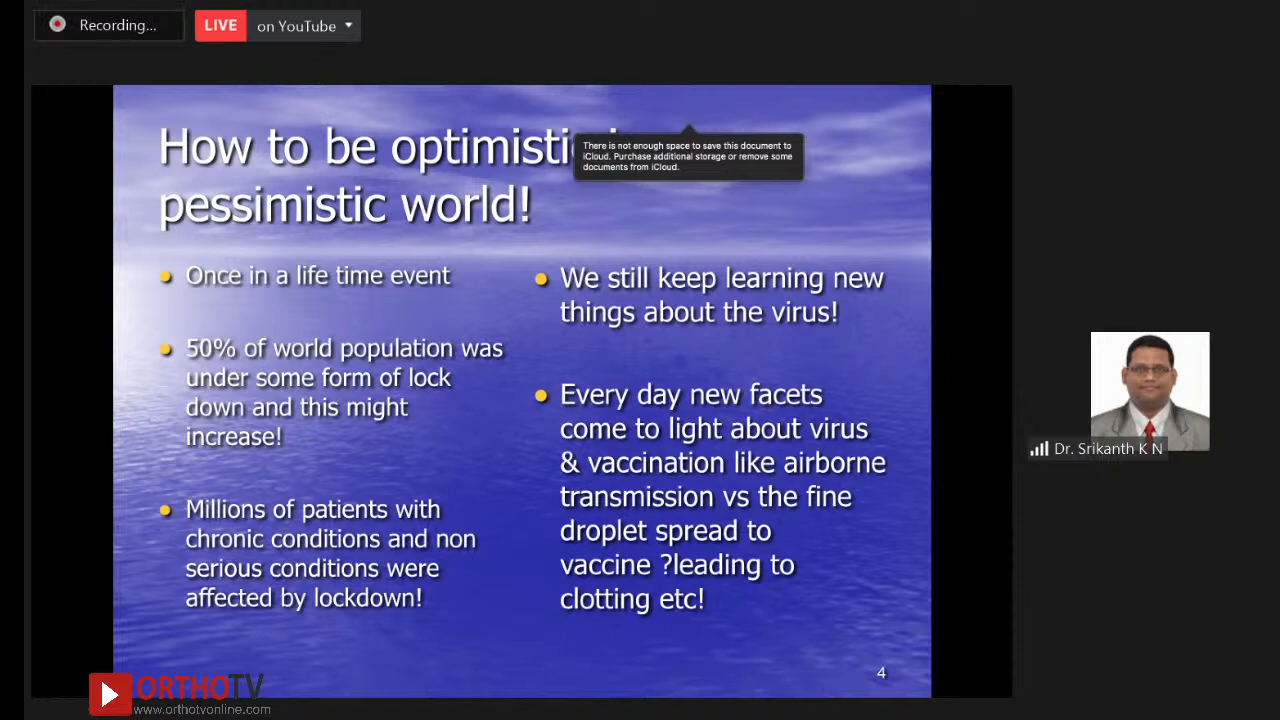 Recording...
LIVE on YouTube
How to be optimistic
There is not enough space to save this document to
iCloud. Purchase additional storage or remove some
documents from iCloud.
pessimistic world!
Once in a life time event
50% of world population was
under some form of lock
down and this might
increase!
Millions of patients with
chronic conditions and non
serious conditions were
affected by lockdown!
We still keep learning new
things about the virus!
Every day new facets
come to light about virus
& vaccination like airborne
transmission vs the fine
droplet spread to
vaccine ?leading to
clotting etc!
4
Dr. Srikanth K N
ORTHOTV
www.orthotvonline.com